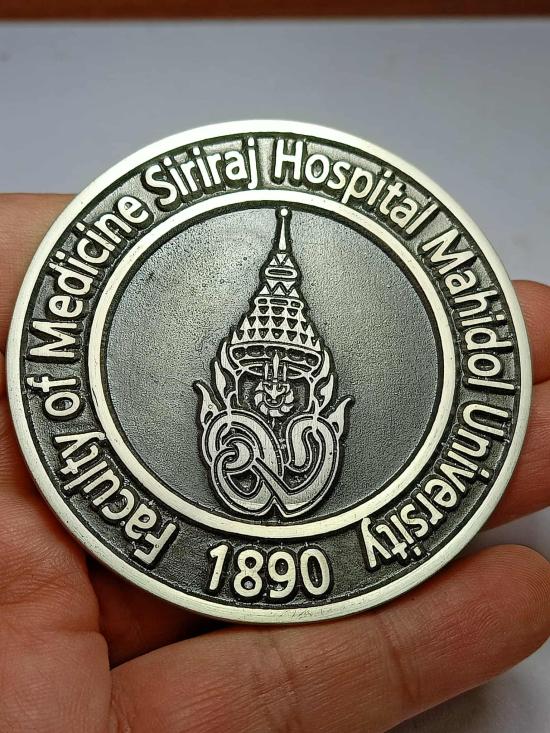 Faculty of Medicine Siriraj Hospital Mahidol University
1890